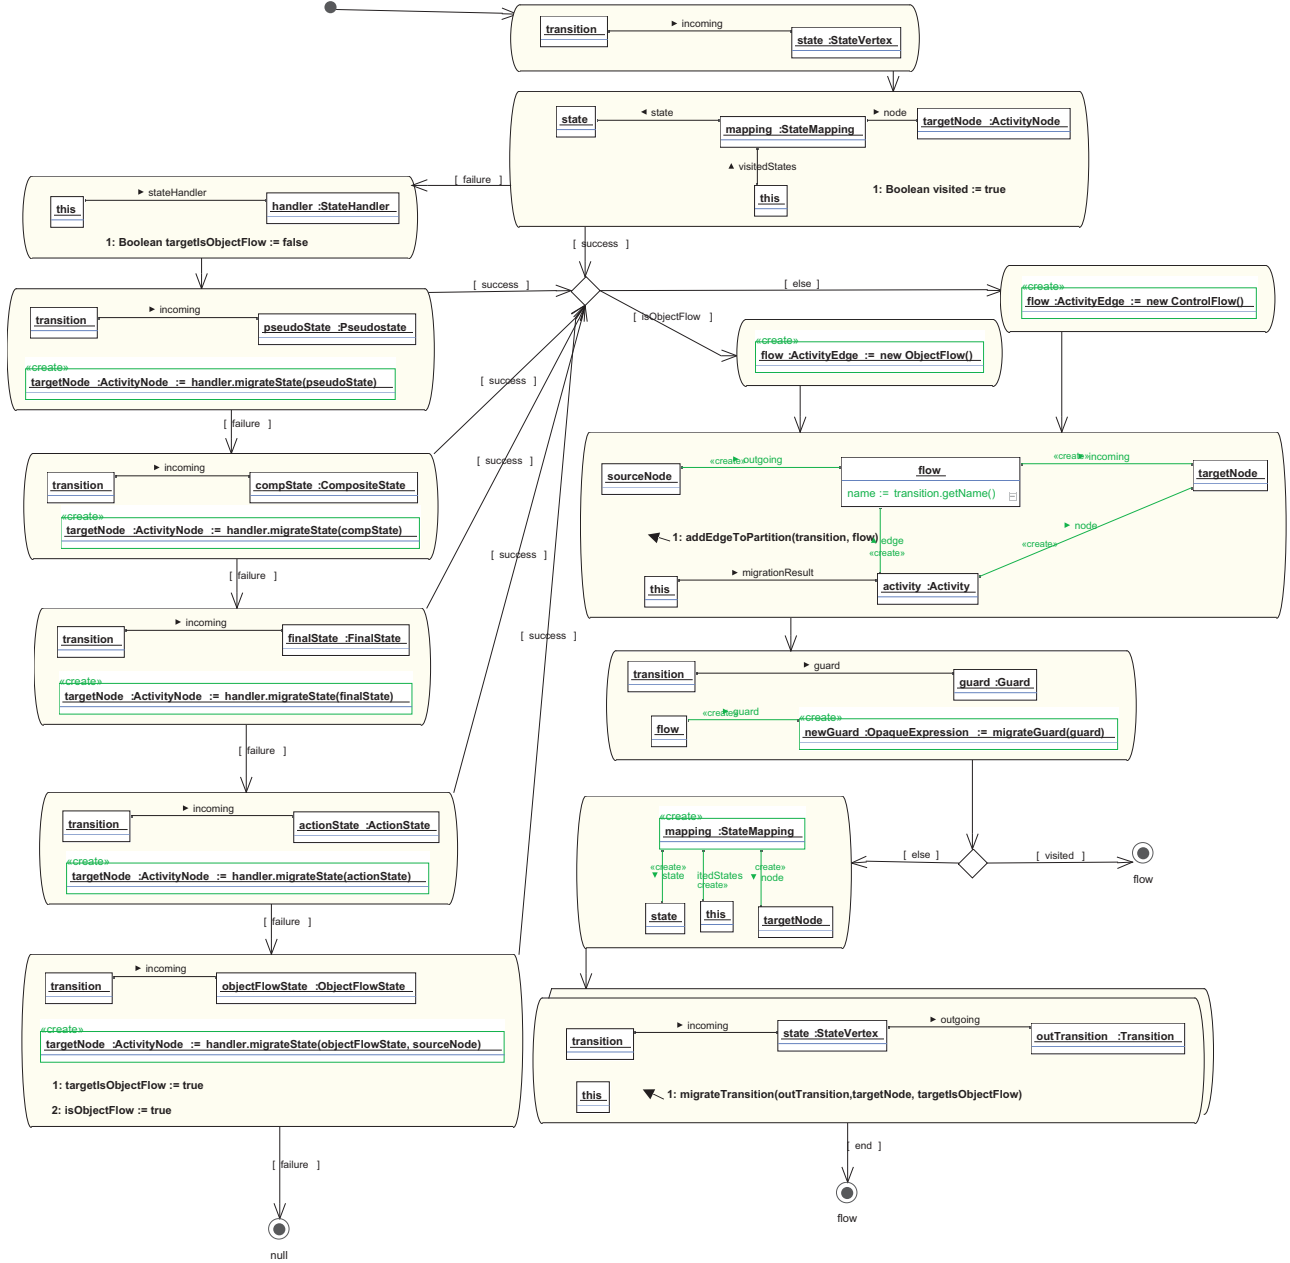 transition
► incoming
state :StateVertex
state
◄ state
mapping :StateMapping
► node
targetNode :ActivityNode
▲ visitedStates
this
1: Boolean visited := true
[ failure ]
[ success ]
this
► stateHandler
handler :StateHandler
1: Boolean targetIsObjectFlow := false
transition
► incoming
pseudoState :Pseudostate
«create»
targetNode :ActivityNode := handler.migrateState(pseudoState)
[ success ]
[ failure ]
[ else ]
[ isObjectFlow ]
«create»
flow :ActivityEdge := new ControlFlow()
«create»
flow :ActivityEdge := new ObjectFlow()
transition
► incoming
compState :CompositeState
«create»
targetNode :ActivityNode := handler.migrateState(compState)
[ success ]
[ failure ]
sourceNode
«create»
► outgoing
flow
name := transition.getName()
«create»
► incoming
targetNode
1: addEdgeToPartition(transition, flow)
edge
«create»
► node
«create»
this
► migrationResult
activity :Activity
transition
► incoming
finalState :FinalState
«create»
targetNode :ActivityNode := handler.migrateState(finalState)
[ success ]
[ failure ]
transition
► guard
guard :Guard
flow
«create»
► guard
«create»
newGuard :OpaqueExpression := migrateGuard(guard)
transition
► incoming
actionState :ActionState
«create»
targetNode :ActivityNode := handler.migrateState(actionState)
[ success ]
[ failure ]
«create»
mapping :StateMapping
«create»
▼ state
itedStates
create»
create»
▼ node
state
this
targetNode
[ else ]
[ visited ]
flow
transition
► incoming
objectFlowState :ObjectFlowState
«create»
targetNode :ActivityNode := handler.migrateState(objectFlowState, sourceNode)
1: targetIsObjectFlow := true
2: isObjectFlow := true
[ success ]
[ failure ]
null
transition
► incoming
state :StateVertex
► outgoing
outTransition :Transition
this
1: migrateTransition(outTransition,targetNode, targetIsObjectFlow)
[ end ]
flow